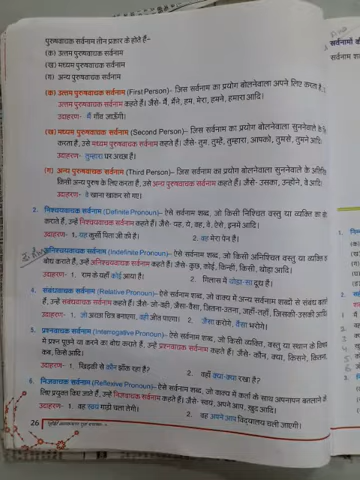 पुरुषवाचक सर्वनाम तीन प्रकार के होते हैं–
(क) उत्तम पुरुषवाचक सर्वनाम
(ख) मध्यम पुरुषवाचक सर्वनाम
(ग) अन्य पुरुषवाचक सर्वनाम
(क) उत्तम पुरुषवाचक सर्वनाम (First Person)– जिस सर्वनाम का प्रयोग बोलनेवाला अपने लिए करता है,
उत्तम पुरुषवाचक सर्वनाम कहते हैं। जैसे– मैं, मैंने, हम, मेरा, हमने, हमारा आदि।
उदाहरण– मैं गाँव जाऊँगी।
(ख) मध्यम पुरुषवाचक सर्वनाम (Second Person)– जिस सर्वनाम का प्रयोग बोलनेवाला सुननेवाले के
करता है, उसे मध्यम पुरुषवाचक सर्वनाम कहते हैं। जैसे– तुम, तुम्हें, तुम्हारा, आपको, तुमसे, तुमने आदि
उदाहरण– तुम्हारा घर अच्छा है।
(ग) अन्य पुरुषवाचक सर्वनाम (Third Person)– जिस सर्वनाम का प्रयोग बोलनेवाला सुननेवाले के अतिरिक्त
किसी अन्य पुरुष के लिए करता है, उसे अन्य पुरुषवाचक सर्वनाम कहते हैं। जैसे– उसका, उन्होंने, वे आदि।
उदाहरण– वे खाना खाकर सो गए।
2. निश्चयवाचक सर्वनाम (Definite Pronoun)– ऐसे सर्वनाम शब्द, जो किसी निश्चित वस्तु या व्यक्ति का बोध
कराते हैं, उन्हें निश्चयवाचक सर्वनाम कहते हैं। जैसे– यह, ये, वह, वे, ऐसे, इनमें आदि।
उदाहरण– 1. यह कुर्सी पिता जी की है। 2. वह मेरा पेन है।
3. अनिश्चयवाचक सर्वनाम (Indefinite Pronoun)– ऐसे सर्वनाम शब्द, जो किसी अनिश्चित वस्तु या व्यक्ति का
बोध कराते हैं, उन्हें अनिश्चयवाचक सर्वनाम कहते हैं। जैसे– कुछ, कोई, किन्हीं, किसी, थोड़ा आदि।
उदाहरण– 1. राम के यहाँ कोई आया है। 2. गिलास में थोड़ा-सा दूध है।
4. संबंधवाचक सर्वनाम (Relative Pronoun)– ऐसे सर्वनाम शब्द, जो वाक्य में अन्य सर्वनाम शब्दों से संबंध बताते
हैं, उन्हें संबंधवाचक सर्वनाम कहते हैं। जैसे– जो-वही, जैसा-वैसा, जितना-उतना, जहाँ-तहाँ, जिसकी-उसकी आदि
उदाहरण– 1. जो अच्छा चित्र बनाएगा, वही जीत पाएगा। 2. जैसा करोगे, वैसा भरोगे।
5. प्रश्नवाचक सर्वनाम (Interrogative Pronoun)– ऐसे सर्वनाम शब्द, जो किसी व्यक्ति, वस्तु या स्थान के विषय
में प्रश्न पूछने या करने का बोध कराते हैं, उन्हें प्रश्नवाचक सर्वनाम कहते हैं। जैसे– कौन, क्या, किसने, कितना,
कब, किसे आदि।
उदाहरण– 1. खिड़की से कौन झाँक रहा है? 2. वहाँ क्या-क्या रखा है?
6. निजवाचक सर्वनाम (Reflexive Pronoun)– ऐसे सर्वनाम शब्द, जो वाक्य में कर्ता के साथ अपनापन बतलाने के
लिए प्रयुक्त किए जाते हैं, उन्हें निजवाचक सर्वनाम कहते हैं। जैसे– स्वयं, अपने आप, खुद आदि।
उदाहरण– 1. वह स्वयं गाड़ी चला लेगी। 2. वह अपने आप विद्यालय चली जाएगी।
26